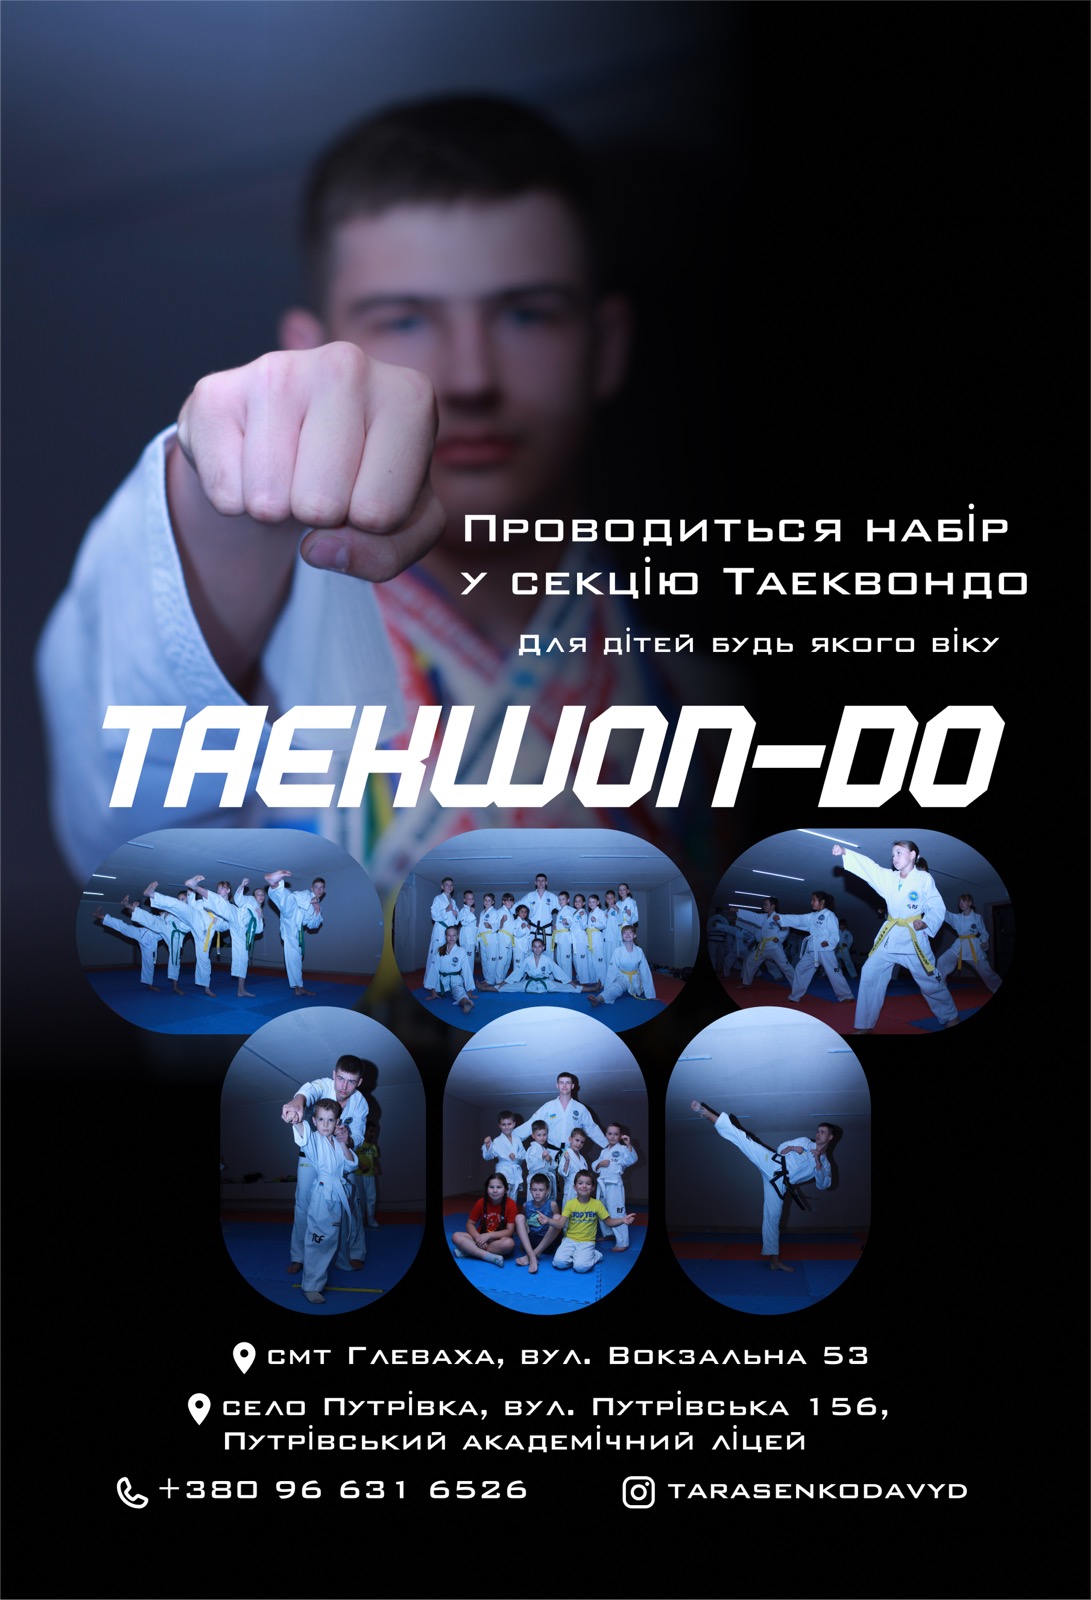 Проводиться набір
у секцію Таеквондо
Для дітей будь якого віку
TAEKWON-DO
смт Глеваха, вул. Вокзальна 53
село Путрівка, вул. Путрівська 156,
Путрівський академічний ліцей
+380 96 631 6526
TARASENKODAVYD